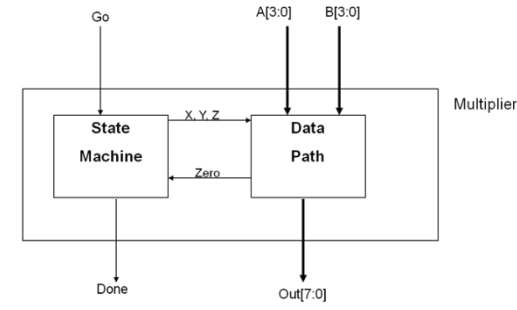 Go
A[3:0]
B[3:0]
Multiplier
State
Machine
X, Y, Z
Zero
Data
Path
Done
Out[7:0]